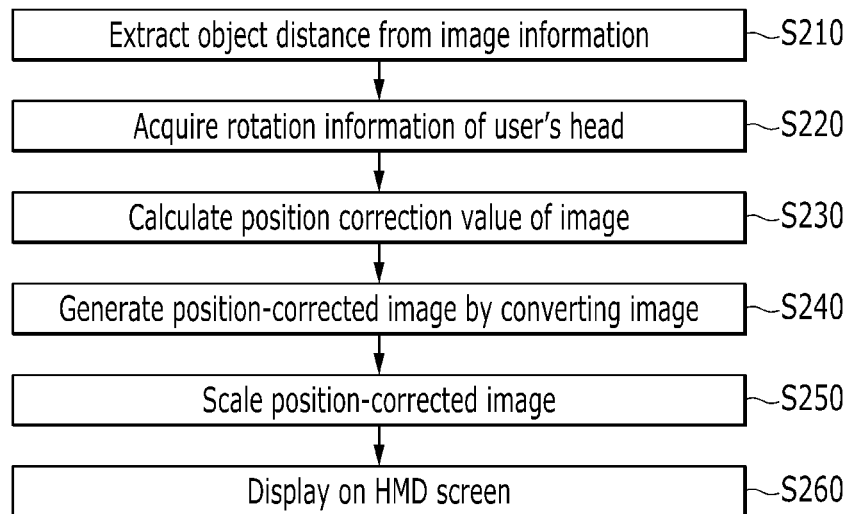 Extract object distance from image information S210
Acquire rotation information of user's head S220
Calculate position correction value of image S230
Generate position-corrected image by converting image S240
Scale position-corrected image S250
Display on HMD screen S260